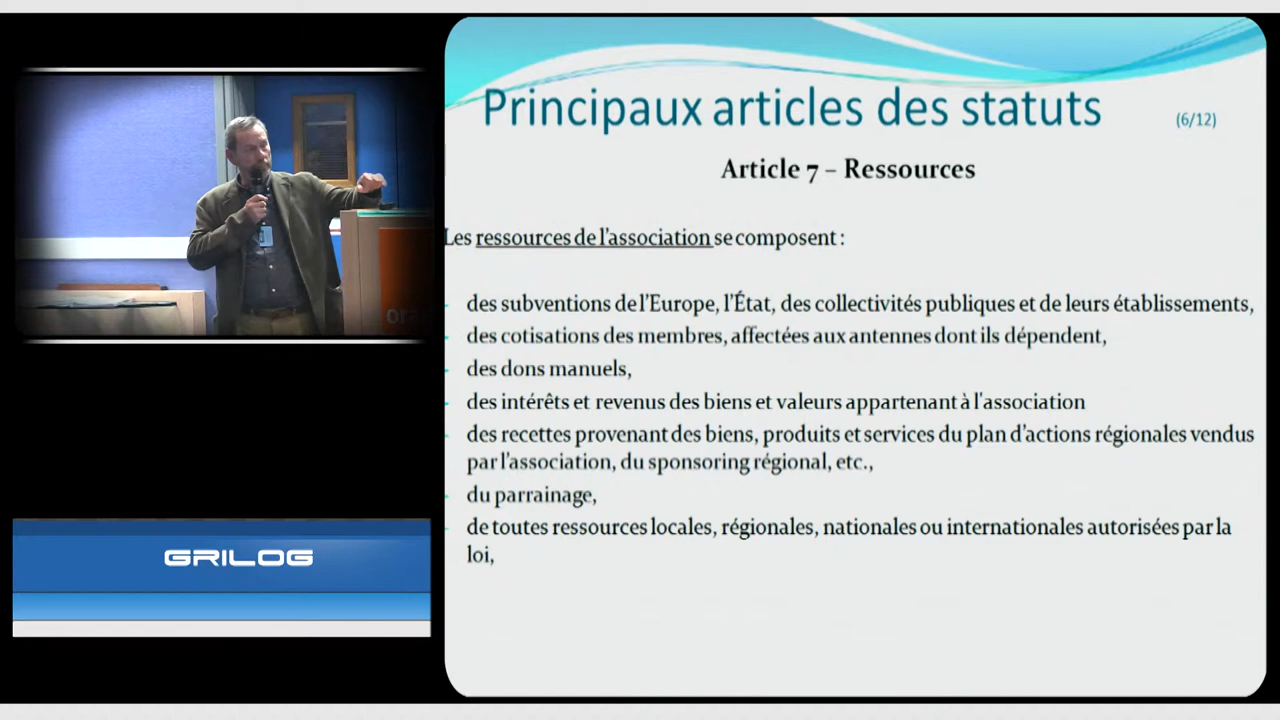 Principaux articles des statuts
(6/12)
Article 7 – Ressources
Les ressources de l'association se composent :
- des subventions de l'Europe, l'État, des collectivités publiques et de leurs établissements,
- des cotisations des membres, affectées aux antennes dont ils dépendent,
- des dons manuels,
- des intérêts et revenus des biens et valeurs appartenant à l'association
- des recettes provenant des biens, produits et services du plan d'actions régionales vendus
par l'association, du sponsoring régional, etc.,
- du parrainage,
- de toutes ressources locales, régionales, nationales ou internationales autorisées par la
loi,
GRILOG